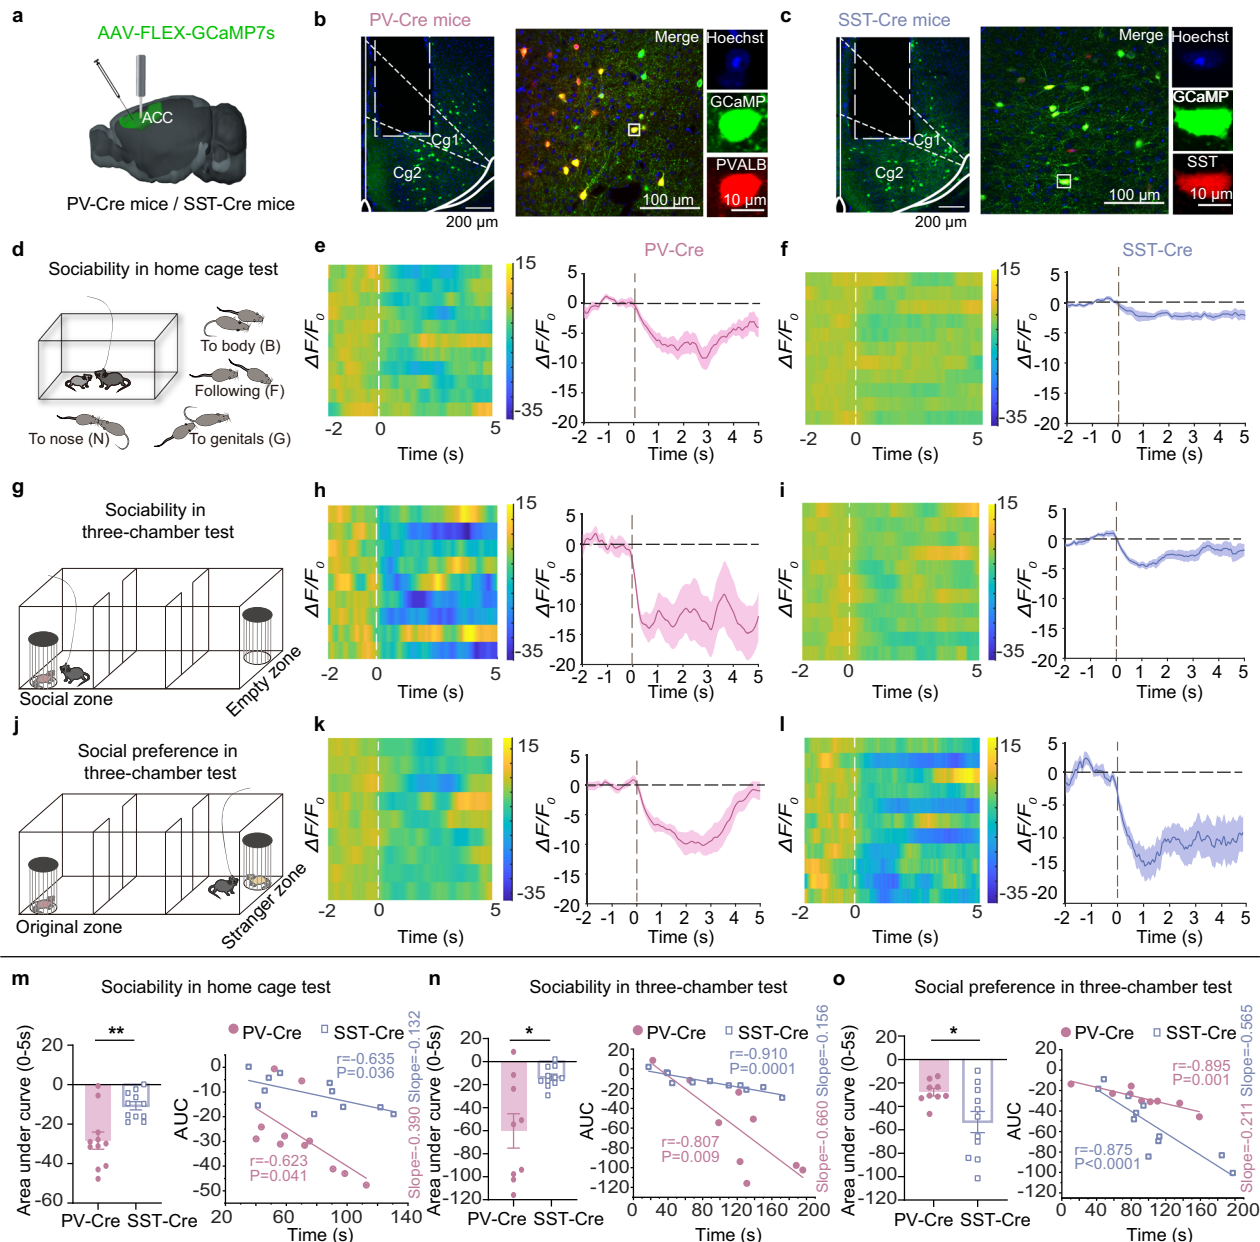 a
AAV-FLEX-GCaMP7s
ACC
PV-Cre mice / SST-Cre mice
b
PV-Cre mice
Cg1
Cg2
200 µm
Merge
100 µm
Hoechst
GCaMP
PVALB
10 µm
c
SST-Cre mice
Cg1
Cg2
200 µm
Merge
100 µm
Hoechst
GCaMP
SST
10 µm
d
Sociability in home cage test
To body (B)
Following (F)
To nose (N)
To genitals (G)
e
PV-Cre
ΔF/F0
15
-35
-2 0 5
Time (s)
ΔF/F0
5
0
-5
-10
-15
-20
-2 -1 0 1 2 3 4 5
Time (s)
f
SST-Cre
ΔF/F0
15
-35
-2 0 5
Time (s)
5
0
-5
-10
-15
-20
-2 -1 0 1 2 3 4 5
Time (s)
g
Sociability in
three-chamber test
Social zone
Empty zone
h
ΔF/F0
15
-35
-2 0 5
Time (s)
ΔF/F0
5
0
-5
-10
-15
-20
-2 -1 0 1 2 3 4 5
Time (s)
i
ΔF/F0
15
-35
-2 0 5
Time (s)
ΔF/F0
5
0
-5
-10
-15
-20
-2 -1 0 1 2 3 4 5
Time (s)
j
Social preference in
three-chamber test
Original zone
Stranger zone
k
ΔF/F0
15
-35
-2 0 5
Time (s)
ΔF/F0
5
0
-5
-10
-15
-20
-2 -1 0 1 2 3 4 5
Time (s)
l
ΔF/F0
15
-35
-2 0 5
Time (s)
ΔF/F0
5
0
-5
-10
-15
-20
-2 -1 0 1 2 3 4 5
Time (s)
m
Sociability in home cage test
Area under curve (0-5s)
20
0
-20
-40
-60
**
PV-Cre SST-Cre
PV-Cre SST-Cre
AUC
0
-10
-20
-30
-40
-50
r=-0.635
P=0.036
r=-0.623
P=0.041
20 60 100 140
Time (s)
Slope=-0.390 Slope=-0.132
n
Sociability in three-chamber test
Area under curve (0-5s)
20
0
-20
-40
-60
-80
-100
-120
*
PV-Cre SST-Cre
PV-Cre SST-Cre
AUC
20
0
-20
-40
-60
-80
-100
-120
r=-0.910
P=0.0001
r=-0.807
P=0.009
0 40 80 120 160 200
Time (s)
Slope=-0.660 Slope=-0.156
o
Social preference in three-chamber test
Area under curve (0-5s)
20
0
-20
-40
-60
-80
-100
-120
*
PV-Cre SST-Cre
PV-Cre SST-Cre
AUC
40
20
0
-20
-40
-60
-80
-100
-120
r=-0.895
P=0.001
r=-0.875
P<0.0001
0 40 80 120 160 200
Time (s)
Slope=-0.211 Slope=-0.565